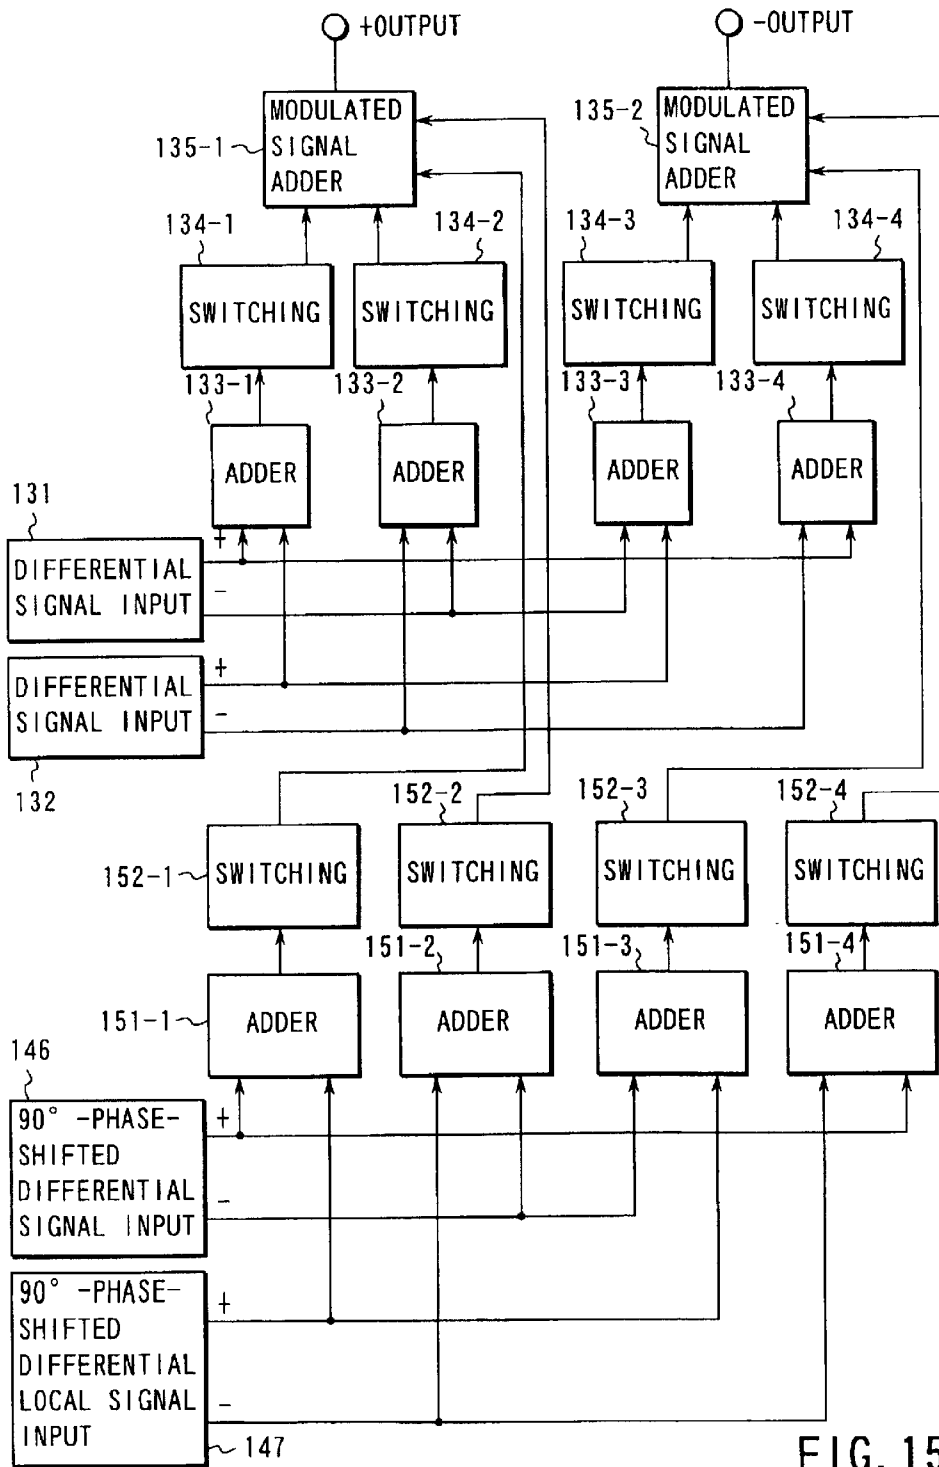 +OUTPUT
-OUTPUT
MODULATED
SIGNAL
ADDER
135-1
MODULATED
SIGNAL
ADDER
135-2
134-1
134-2
134-3
134-4
SWITCHING
SWITCHING
SWITCHING
SWITCHING
133-1
133-2
133-3
133-4
ADDER
ADDER
ADDER
ADDER
131
DIFFERENTIAL
SIGNAL INPUT
+
-
DIFFERENTIAL
SIGNAL INPUT
+
-
132
152-1
152-2
152-3
152-4
SWITCHING
SWITCHING
SWITCHING
SWITCHING
151-1
151-2
151-3
151-4
ADDER
ADDER
ADDER
ADDER
146
90° -PHASE-
SHIFTED
DIFFERENTIAL
SIGNAL INPUT
+
-
90° -PHASE-
SHIFTED
DIFFERENTIAL
LOCAL SIGNAL
INPUT
+
-
147
FIG. 15